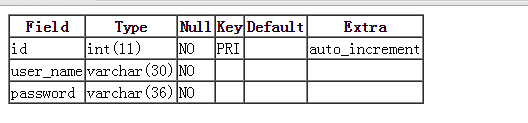 Field Type Null Key Default Extra
id int(11) NO PRI auto_increment
user_name varchar(30) NO
password varchar(36) NO